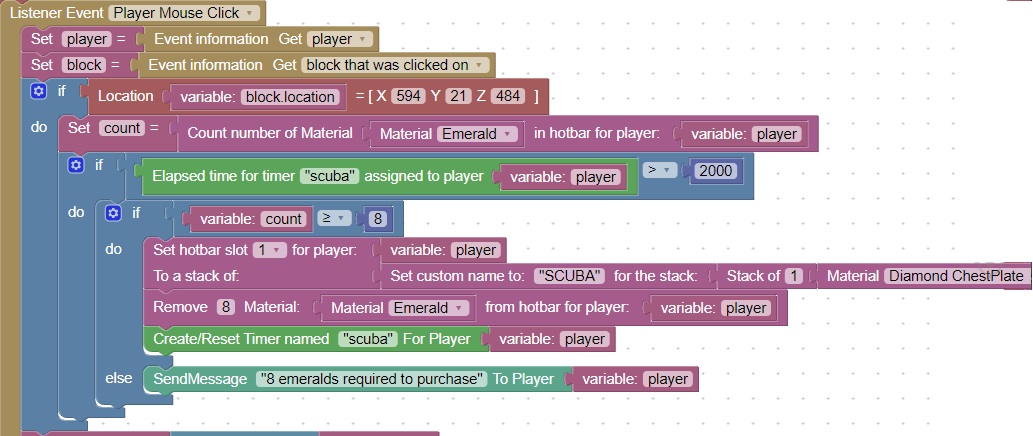 Listener Event Player Mouse Click
Set player = Event information Get player
Set block = Event information Get block that was clicked on
if Location variable: block.location = [ X 594 Y 21 Z 484 ]
do Set count = Count number of Material Material Emerald in hotbar for player: variable: player
if Elapsed time for timer "scuba" assigned to player variable: player > 2000
do if variable: count ≥ 8
do Set hotbar slot 1 for player: variable: player
To a stack of: Set custom name to: "SCUBA" for the stack: Stack of 1 Material Diamond ChestPlate
Remove 8 Material: Material Emerald from hotbar for player: variable: player
Create/Reset Timer named "scuba" For Player variable: player
else SendMessage "8 emeralds required to purchase" To Player variable: player